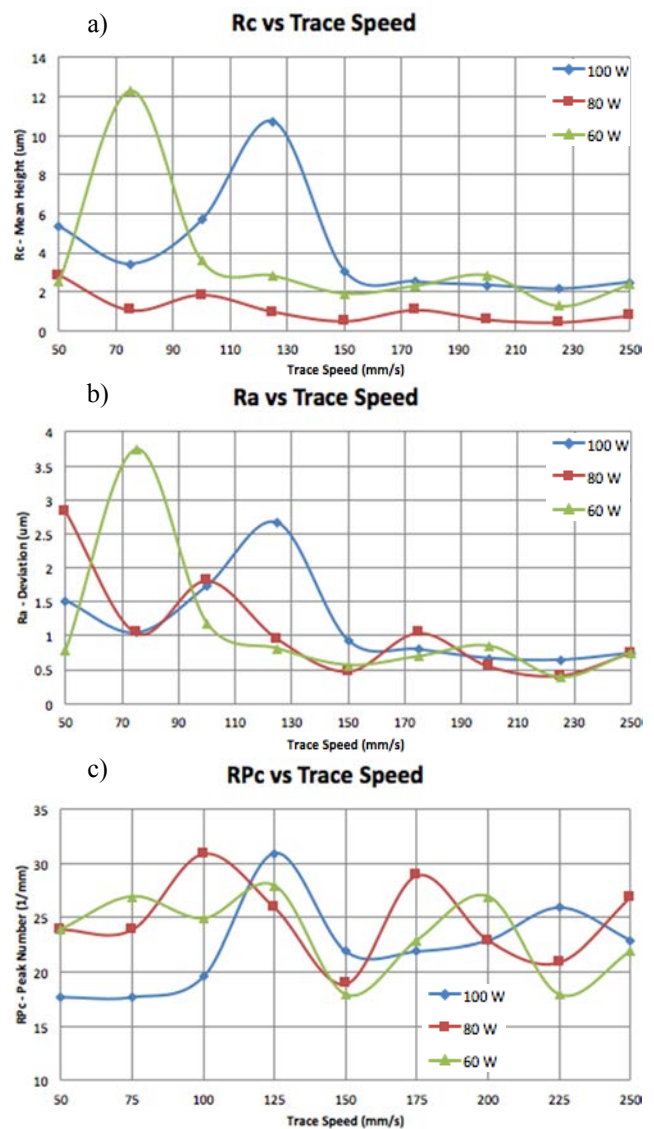 a)
Rc vs Trace Speed
Rc - Mean Height (um)
14
12
10
8
6
4
2
0
100 W
80 W
60 W
50 70 90 110 130 150 170 190 210 230 250
Trace Speed (mm/s)
b)
Ra vs Trace Speed
Ra - Deviation (um)
4
3.5
3
2.5
2
1.5
1
0.5
0
100 W
80 W
60 W
50 70 90 110 130 150 170 190 210 230 250
Trace Speed (mm/s)
c)
RPc vs Trace Speed
RPc - Peak Number (1/mm)
35
30
25
20
15
10
100 W
80 W
60 W
50 75 100 125 150 175 200 225 250
Trace Speed (mm/s)